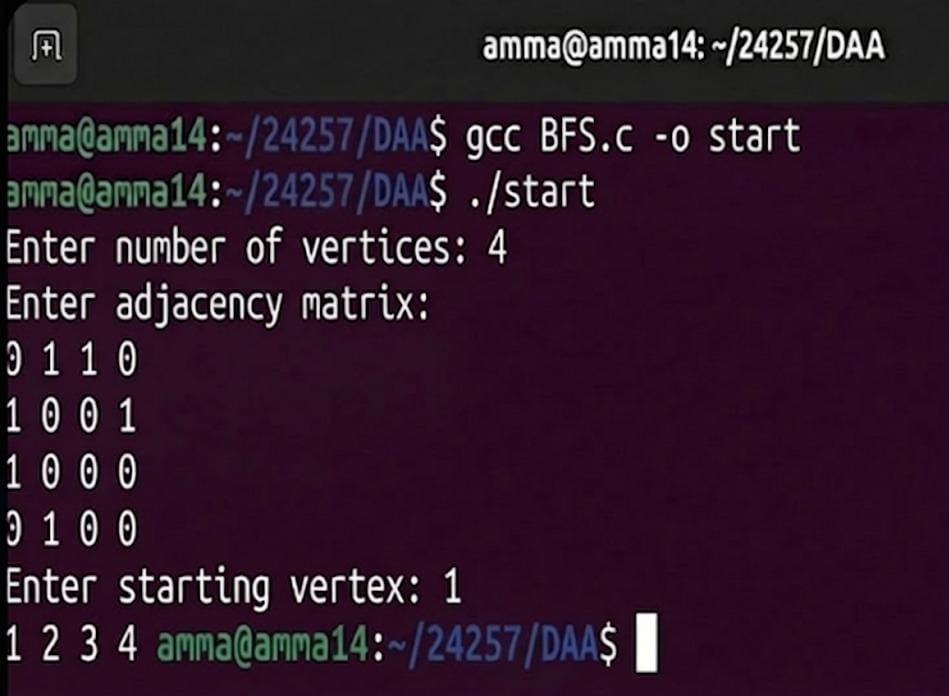 amma@amma14: ~/24257/DAA
amma@amma14:~/24257/DAA$ gcc BFS.c -o start
amma@amma14:~/24257/DAA$ ./start
Enter number of vertices: 4
Enter adjacency matrix:
0 1 1 0
1 0 0 1
1 0 0 0
0 1 0 0
Enter starting vertex: 1
1 2 3 4 amma@amma14:~/24257/DAA$